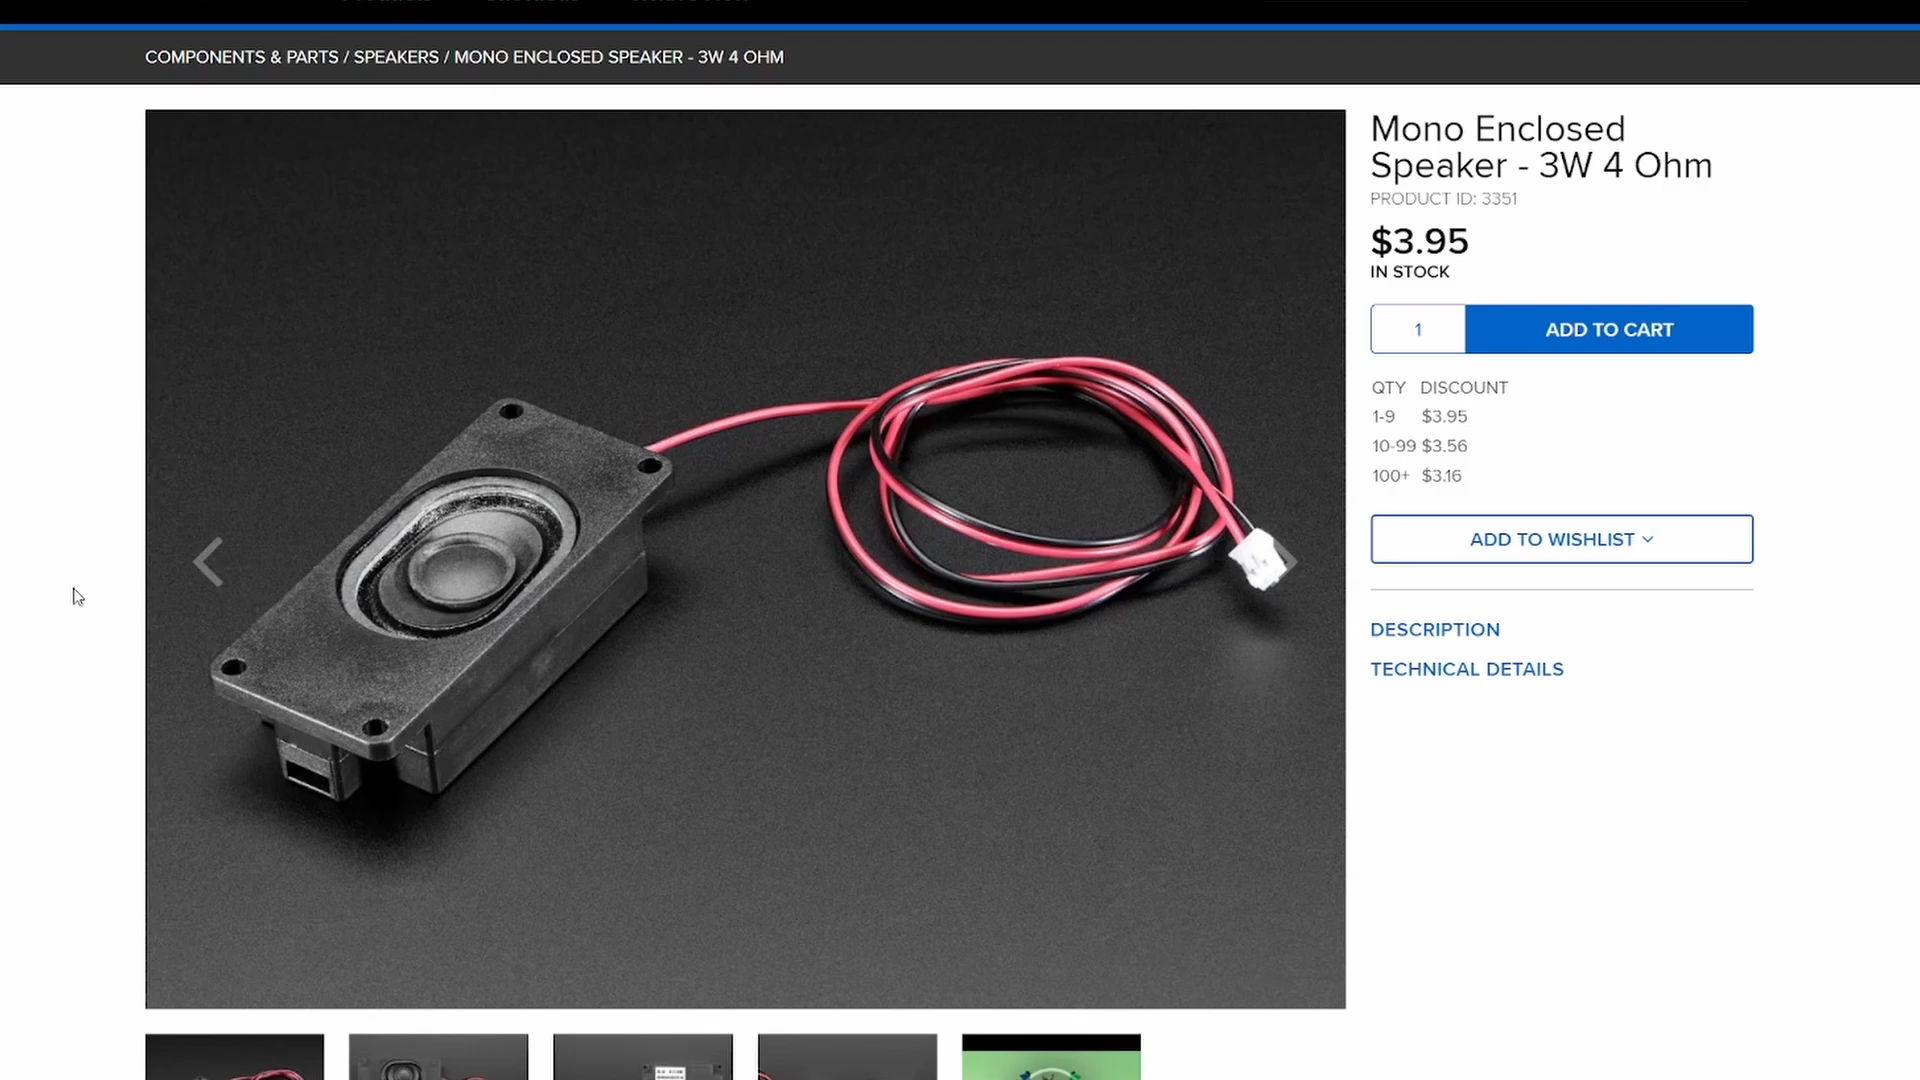 COMPONENTS & PARTS / SPEAKERS / MONO ENCLOSED SPEAKER - 3W 4 OHM
Mono Enclosed
Speaker - 3W 4 Ohm
PRODUCT ID: 3351
$3.95
IN STOCK
1 ADD TO CART
QTY DISCOUNT
1-9 $3.95
10-99 $3.56
100+ $3.16
ADD TO WISHLIST
DESCRIPTION
TECHNICAL DETAILS